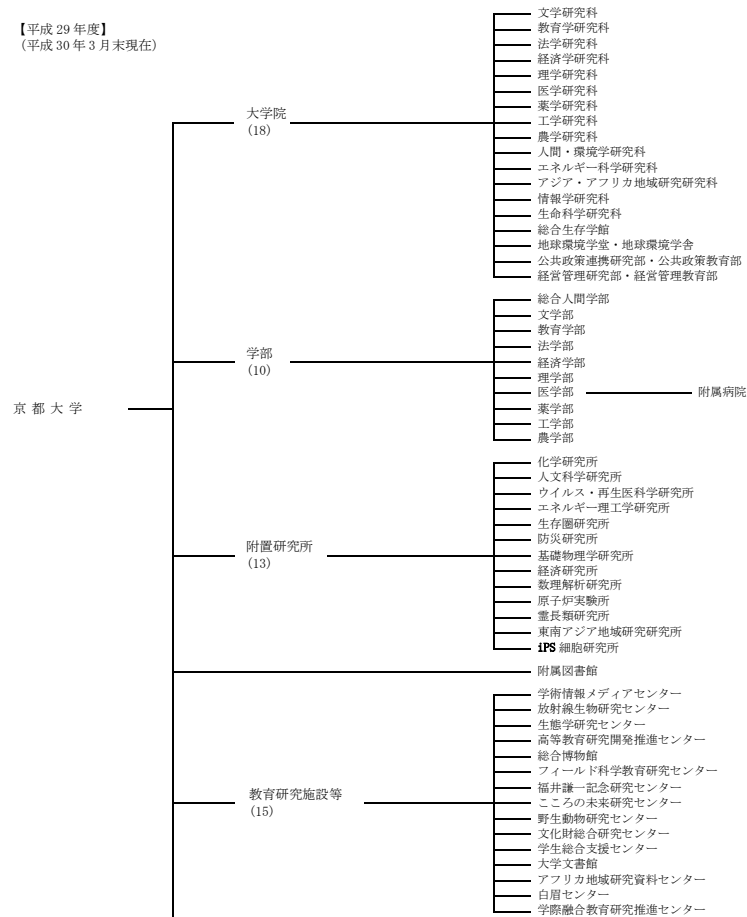 【平成 29 年度】
（平成 30 年 3 月末現在）
京 都 大 学
大学院
(18)
文学研究科
教育学研究科
法学研究科
経済学研究科
理学研究科
医学研究科
薬学研究科
工学研究科
農学研究科
人間・環境学研究科
エネルギー科学研究科
アジア・アフリカ地域研究研究科
情報学研究科
生命科学研究科
総合生存学館
地球環境学堂・地球環境学舎
公共政策連携研究部・公共政策教育部
経営管理研究部・経営管理教育部
学部
(10)
総合人間学部
文学部
教育学部
法学部
経済学部
理学部
医学部
附属病院
薬学部
工学部
農学部
附置研究所
(13)
化学研究所
人文科学研究所
ウイルス・再生医科学研究所
エネルギー理工学研究所
生存圏研究所
防災研究所
基礎物理学研究所
経済研究所
数理解析研究所
原子炉実験所
霊長類研究所
東南アジア地域研究研究所
iPS 細胞研究所
附属図書館
教育研究施設等
(15)
学術情報メディアセンター
放射線生物研究センター
生態学研究センター
高等教育研究開発推進センター
総合博物館
フィールド科学教育研究センター
福井謙一記念研究センター
こころの未来研究センター
野生動物研究センター
文化財総合研究センター
学生総合支援センター
大学文書館
アフリカ地域研究資料センター
白眉センター
学際融合教育研究推進センター